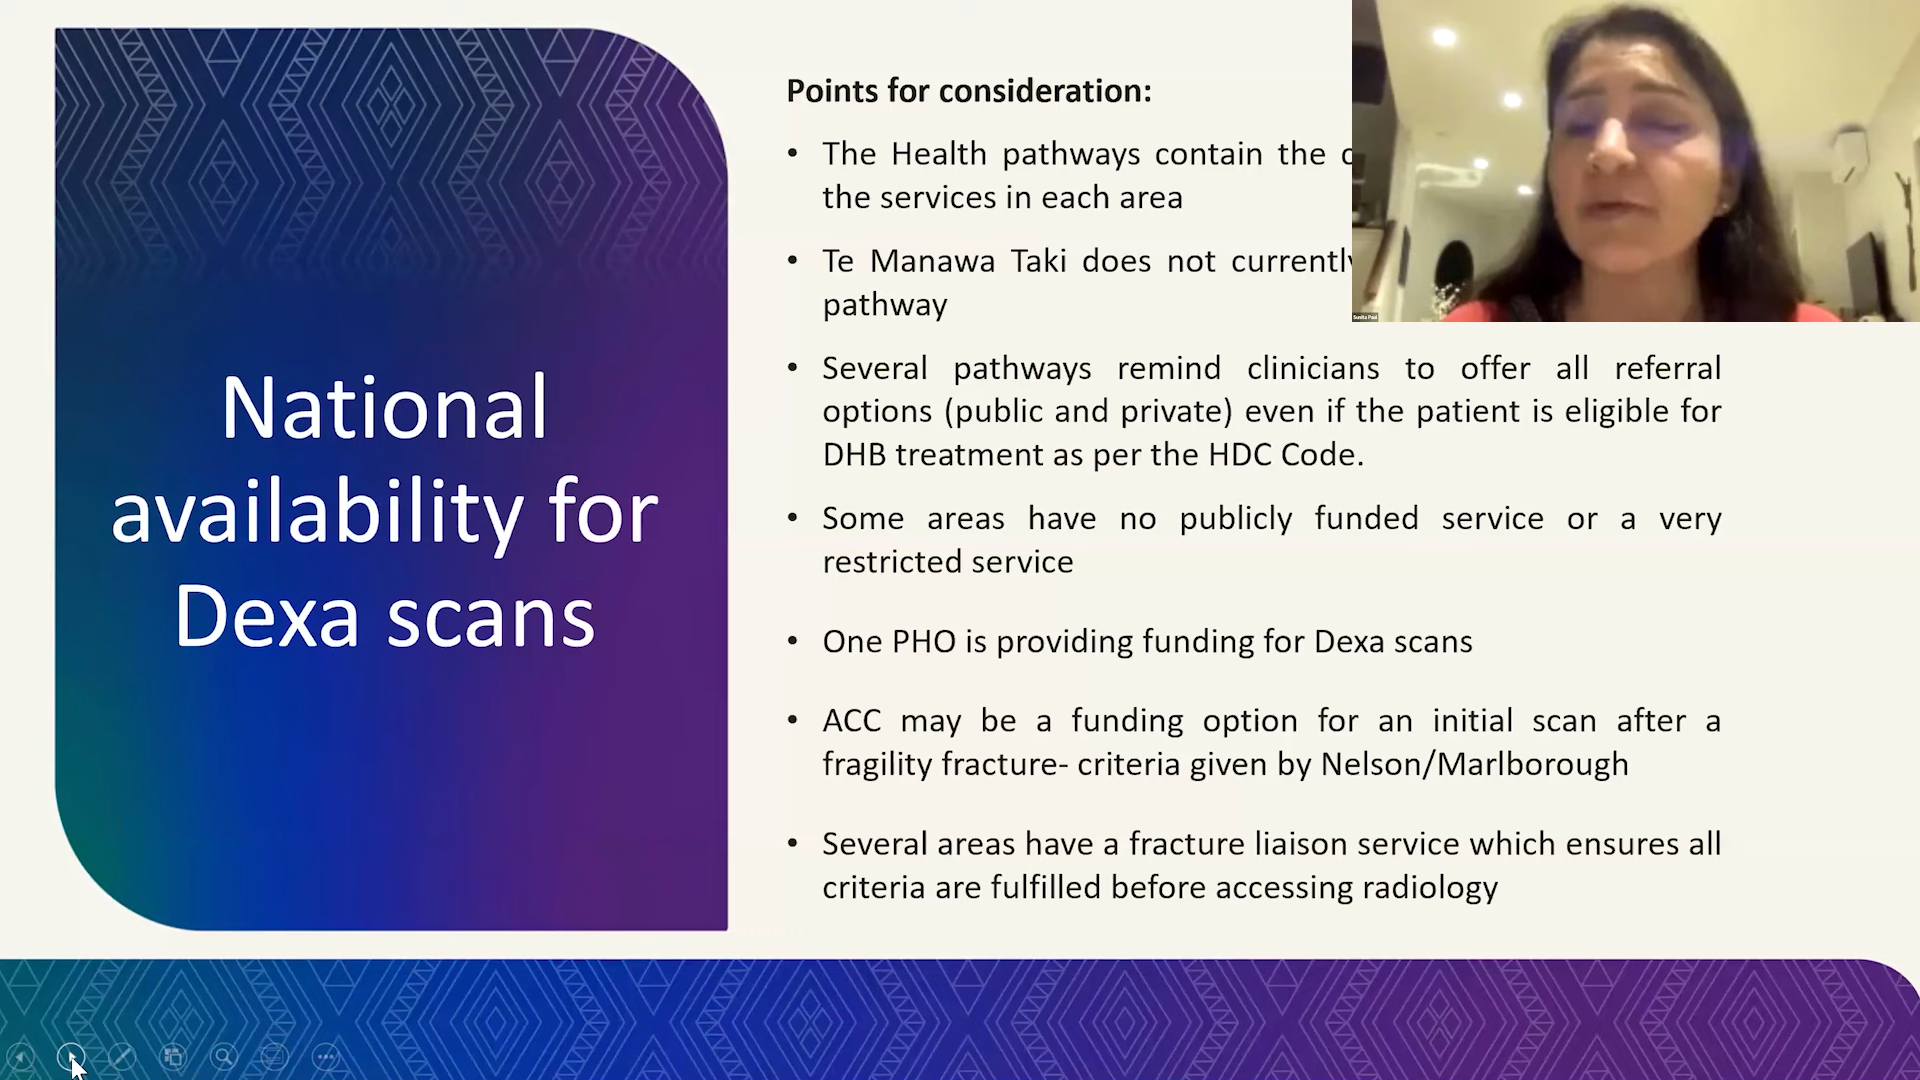 National
availability for
Dexa scans
Points for consideration:
• The Health pathways contain the
the services in each area
• Te Manawa Taki does not currently
pathway
• Several pathways remind clinicians to offer all referral
options (public and private) even if the patient is eligible for
DHB treatment as per the HDC Code.
• Some areas have no publicly funded service or a very
restricted service
• One PHO is providing funding for Dexa scans
• ACC may be a funding option for an initial scan after a
fragility fracture- criteria given by Nelson/Marlborough
• Several areas have a fracture liaison service which ensures all
criteria are fulfilled before accessing radiology
Sunita Paul